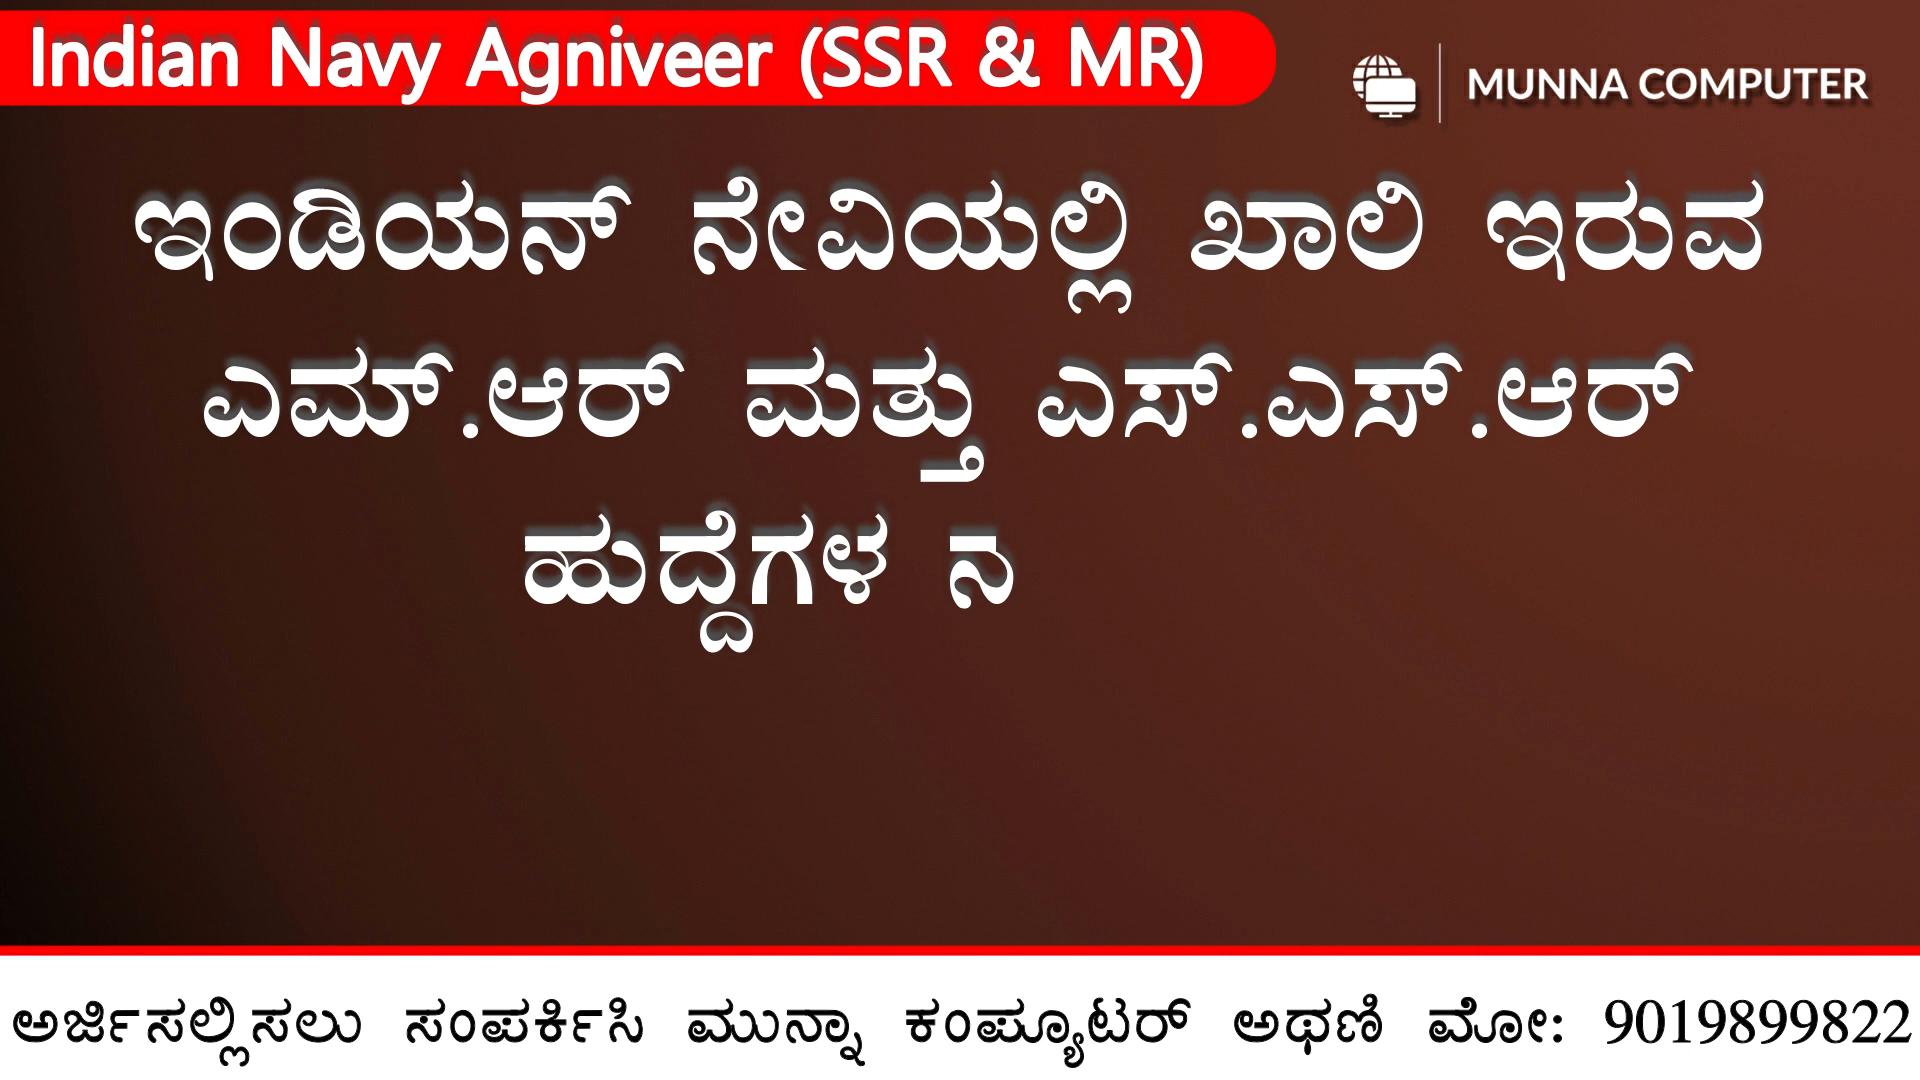 Indian Navy Agniveer (SSR & MR)
MUNNA COMPUTER
ಇಂಡಿಯನ್ ನೇವಿಯಲ್ಲಿ ಖಾಲಿ ಇರುವ
ಎಮ್.ಆರ್ ಮತ್ತು ಎಸ್.ಎಸ್.ಆರ್
ಹುದ್ದೆಗಳ ನ
ಅರ್ಜಿಸಲ್ಲಿಸಲು ಸಂಪರ್ಕಿಸಿ ಮುನ್ನಾ ಕಂಪ್ಯೂಟರ್ ಅಥಣಿ ಮೋ: 9019899822